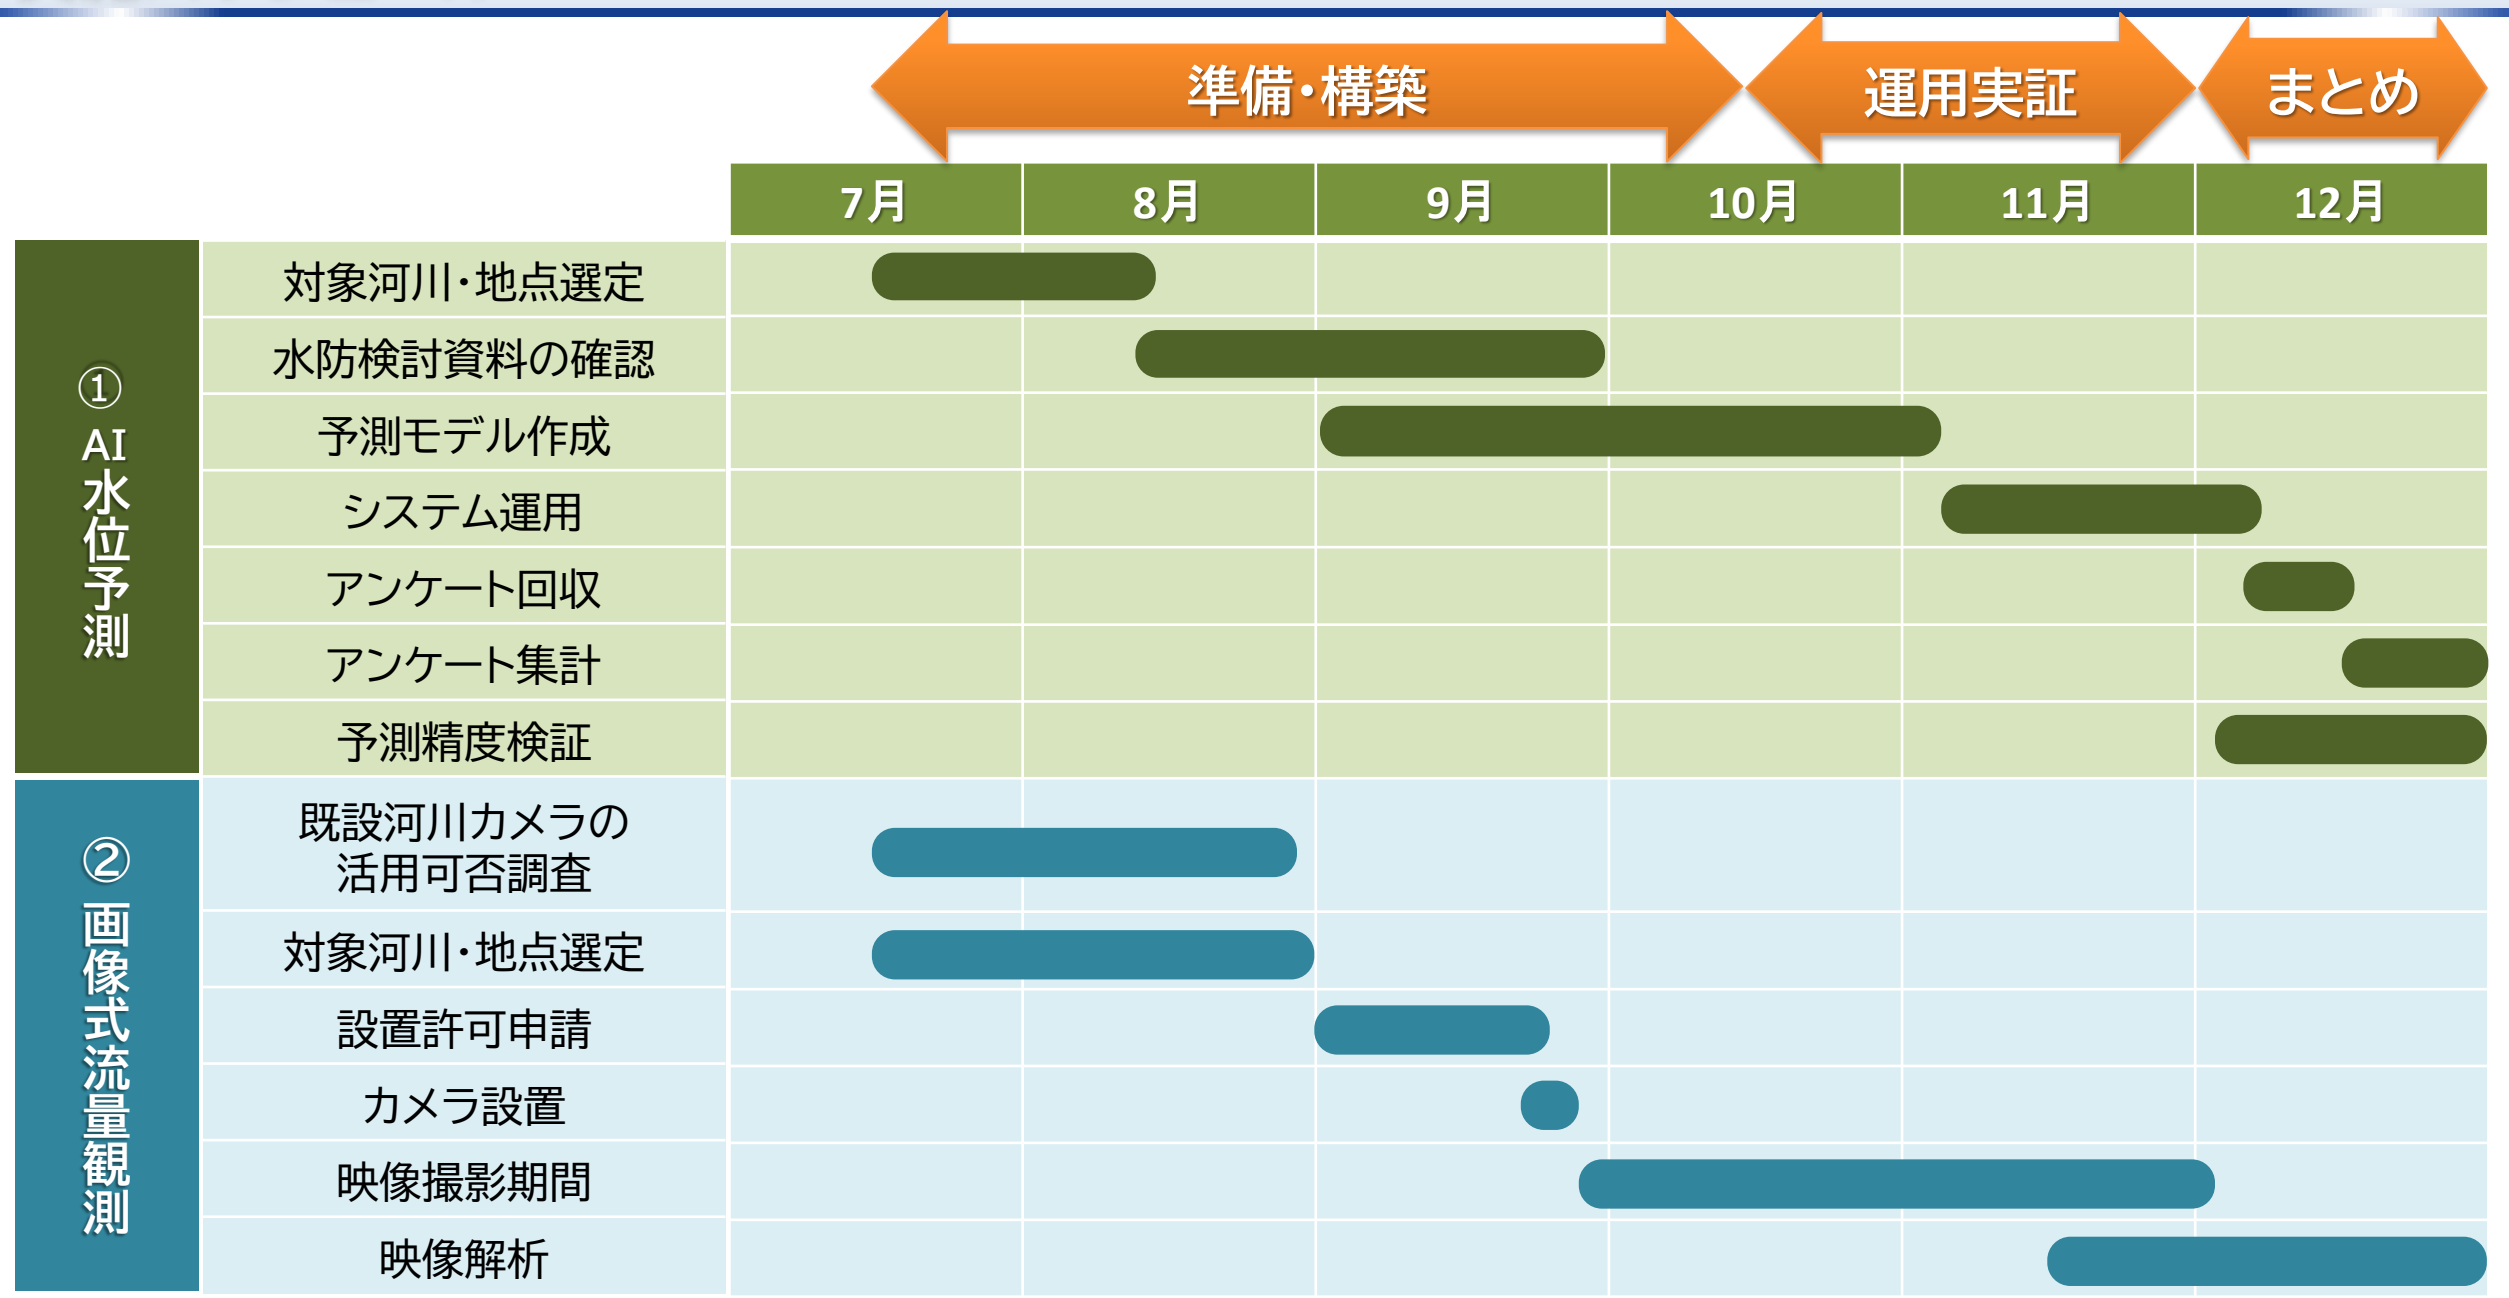 準備・構築
運用実証
まとめ
7月
8月
9月
10月
11月
12月
①AI水位予測
対象河川・地点選定
水防検討資料の確認
予測モデル作成
システム運用
アンケート回収
アンケート集計
予測精度検証
②画像式流量観測
既設河川カメラの
活用可否調査
対象河川・地点選定
設置許可申請
カメラ設置
映像撮影期間
映像解析